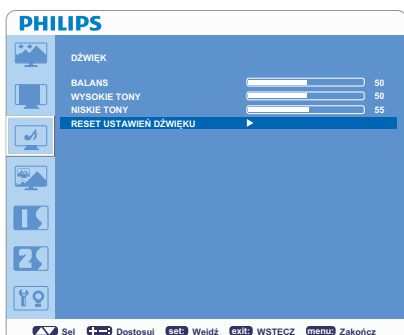 PHILIPS
DŹWIĘK
BALANS 50
WYSOKIE TONY 50
NISKIE TONY 55
RESET USTAWIEŃ DŹWIĘKU
Sel Dostosuj set: Wejdź exit: WSTECZ menu: Zakończ